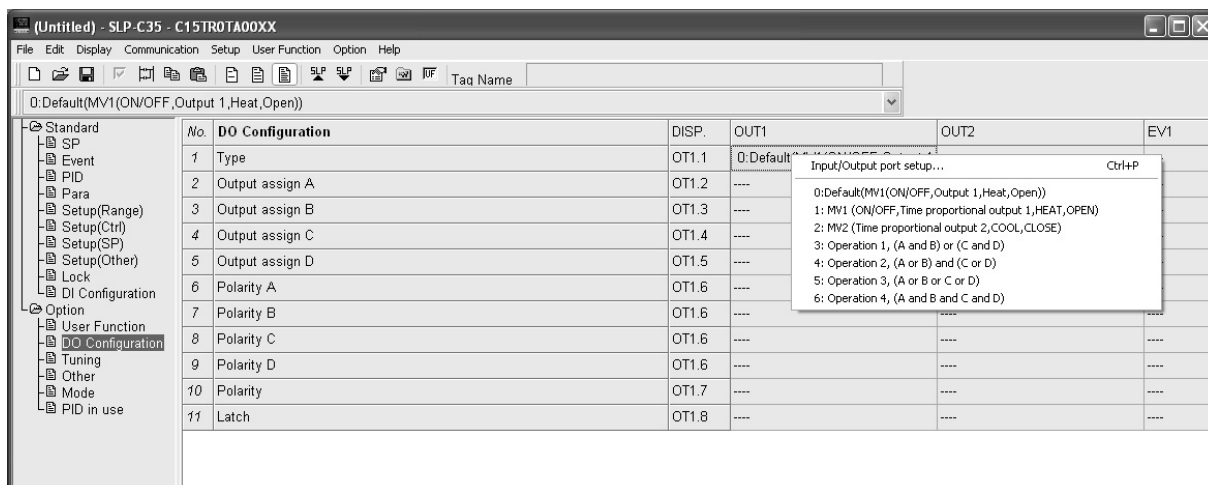 (Untitled) - SLP-C35 - C15TR0TA00XX
File Edit Display Communication Setup User Function Option Help
SLP SLP UF Tag Name
0:Default(MV1(ON/OFF,Output 1,Heat,Open))
Standard
SP
Event
PID
Para
Setup(Range)
Setup(Ctrl)
Setup(SP)
Setup(Other)
Lock
DI Configuration
Option
User Function
DO Configuration
Tuning
Other
Mode
PID in use
No. DO Configuration DISP. OUT1 OUT2 EV1
1 Type OT1.1 0:Default
2 Output assign A OT1.2 ----
3 Output assign B OT1.3 ----
4 Output assign C OT1.4 ----
5 Output assign D OT1.5 ----
6 Polarity A OT1.6 ----
7 Polarity B OT1.6 ---- ---- ----
8 Polarity C OT1.6 ---- ---- ----
9 Polarity D OT1.6 ---- ---- ----
10 Polarity OT1.7 ---- ---- ----
11 Latch OT1.8 ---- ---- ----
Input/Output port setup... Ctrl+P
0:Default(MV1(ON/OFF,Output 1,Heat,Open))
1: MV1 (ON/OFF,Time proportional output 1,HEAT,OPEN)
2: MV2 (Time proportional output 2,COOL,CLOSE)
3: Operation 1, (A and B) or (C and D)
4: Operation 2, (A or B) and (C or D)
5: Operation 3, (A or B or C or D)
6: Operation 4, (A and B and C and D)